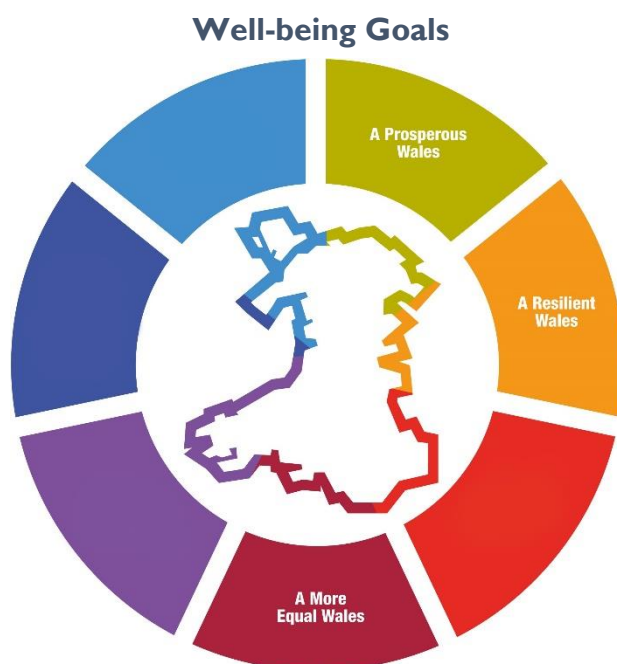 Well-being Goals
A Prosperous
Wales
A Resilient
Wales
A More
Equal Wales